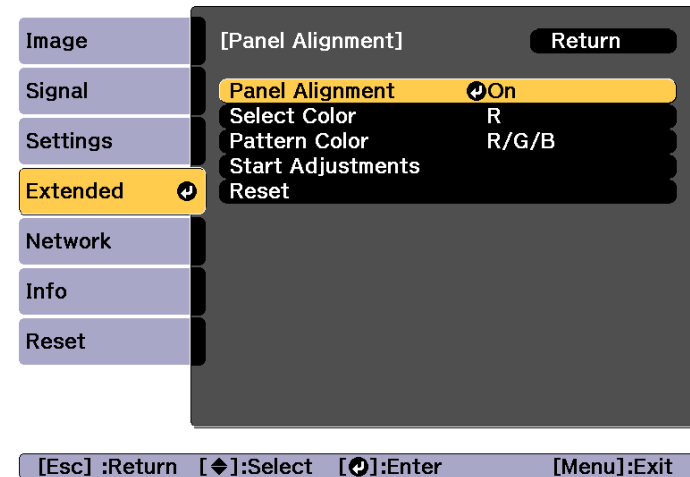 Image
Signal
Settings
Extended
Network
Info
Reset
[Panel Alignment] Return
Panel Alignment On
Select Color R
Pattern Color R/G/B
Start Adjustments
Reset
[Esc] :Return [◆]:Select [⏎]:Enter [Menu]:Exit